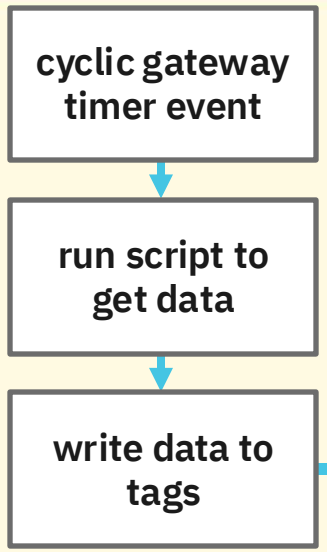 cyclic gateway
timer event
run script to
get data
write data to
tags